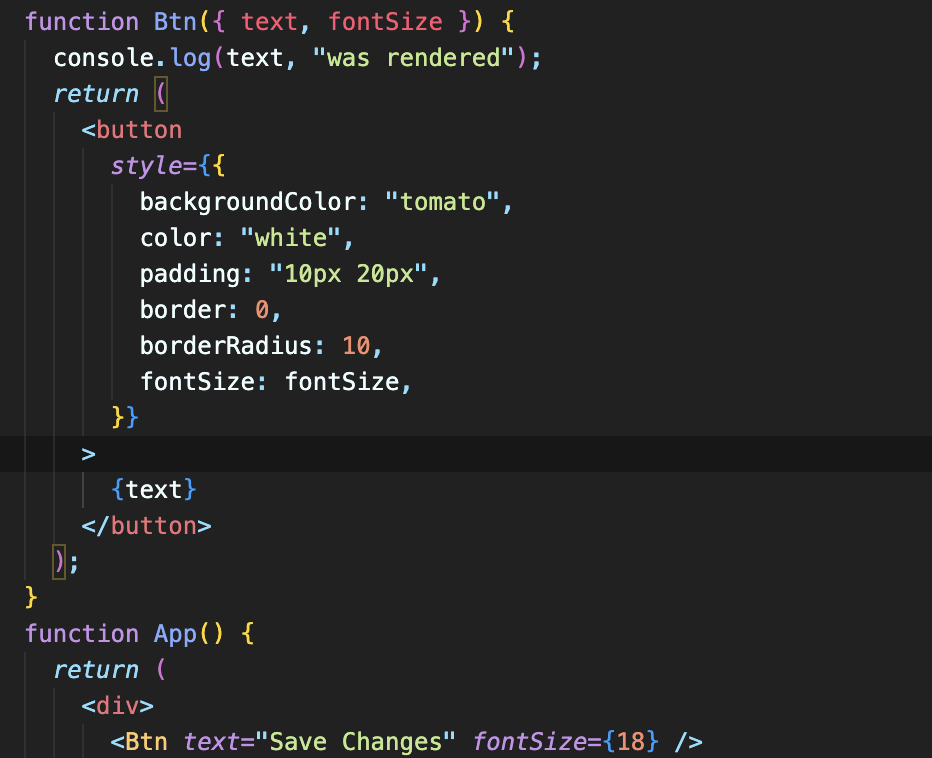 function Btn({ text, fontSize }) {
  console.log(text, "was rendered");
  return (
    <button
      style={{
        backgroundColor: "tomato",
        color: "white",
        padding: "10px 20px",
        border: 0,
        borderRadius: 10,
        fontSize: fontSize,
      }}
    >
      {text}
    </button>
  );
}
function App() {
  return (
    <div>
      <Btn text="Save Changes" fontSize={18} />